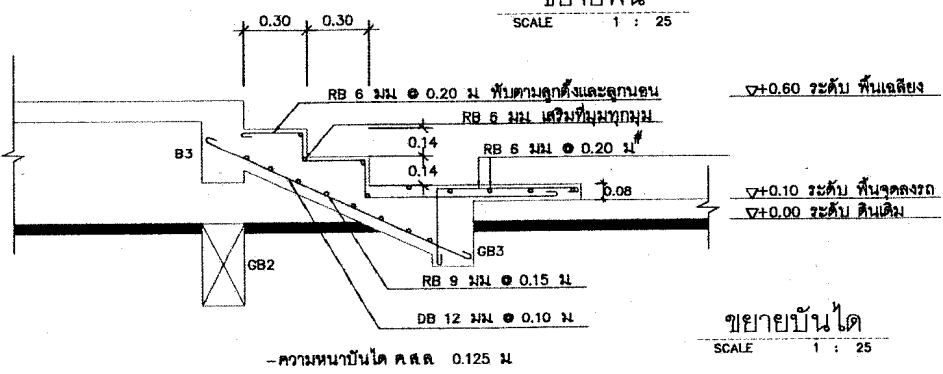 ขยายพื้น
SCALE 1 : 25
0.30 0.30
RB 6 มม. @ 0.20 ม. พับตามลูกตั้งและลูกนอน
RB 6 มม. เสริมที่มุมทุกมุม
0.14
RB 6 มม. @ 0.20 ม.#
0.14
0.08
B3
▽+0.60 ระดับ พื้นเฉลียง
▽+0.10 ระดับ พื้นจุดลงรถ
▽+0.00 ระดับ ดินเดิม
GB2
GB3
RB 9 มม. @ 0.15 ม.
DB 12 มม. @ 0.10 ม.
-ความหนาบันได ค.ส.ล. 0.125 ม.
ขยายบันได
SCALE 1 : 25